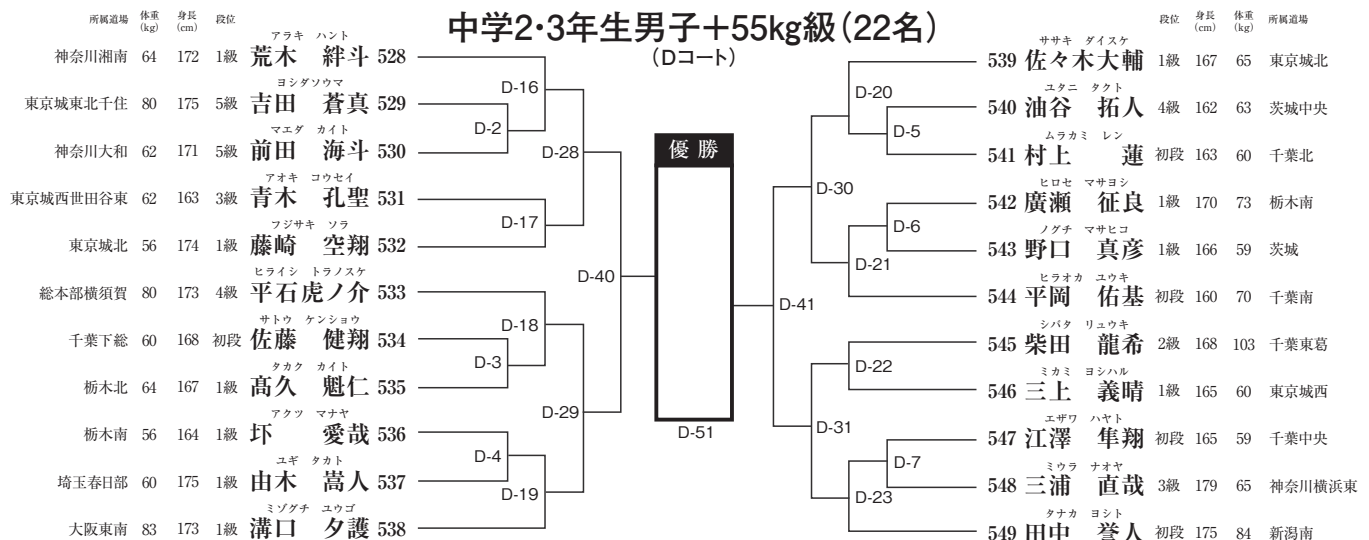 中学2・3年生男子+55kg級(22名)
(Dコート)
所属道場 体重(kg) 身長(cm) 段位
アラキ ハント
神奈川湘南 64 172 1級 荒木 絆斗 528
ヨシダソウマ
東京城東北千住 80 175 5級 吉田 蒼真 529
マエダ カイト
神奈川大和 62 171 5級 前田 海斗 530
アオキ コウセイ
東京城西世田谷東 62 163 3級 青木 孔聖 531
フジサキ ソラ
東京城北 56 174 1級 藤崎 空翔 532
ヒライシ トラノスケ
総本部横須賀 80 173 4級 平石虎ノ介 533
サトウ ケンショウ
千葉下総 60 168 初段 佐藤 健翔 534
タカク カイト
栃木北 64 167 1級 髙久 魁仁 535
アクツ マナヤ
栃木南 56 164 1級 圷 愛哉 536
ユギ タカト
埼玉春日部 60 175 1級 由木 嵩人 537
ミゾグチ ユウゴ
大阪東南 83 173 1級 溝口 夕護 538
D-16
D-2
D-28
D-17
D-40
D-18
D-3
D-29
D-4
D-19
優勝
D-51
D-20
D-5
D-30
D-6
D-21
D-41
D-22
D-31
D-7
D-23
段位 身長(cm) 体重(kg) 所属道場
ササキ ダイスケ
539 佐々木大輔 1級 167 65 東京城北
ユタニ タクト
540 油谷 拓人 4級 162 63 茨城中央
ムラカミ レン
541 村上 蓮 初段 163 60 千葉北
ヒロセ マサヨシ
542 廣瀬 征良 1級 170 73 栃木南
ノグチ マサヒコ
543 野口 真彦 1級 166 59 茨城
ヒラオカ ユウキ
544 平岡 佑基 初段 160 70 千葉南
シバタ リュウキ
545 柴田 龍希 2級 168 103 千葉東葛
ミカミ ヨシハル
546 三上 義晴 1級 165 60 東京城西
エザワ ハヤト
547 江澤 隼翔 初段 165 59 千葉中央
ミウラ ナオヤ
548 三浦 直哉 3級 179 65 神奈川横浜東
タナカ ヨシト
549 田中 誉人 初段 175 84 新潟南